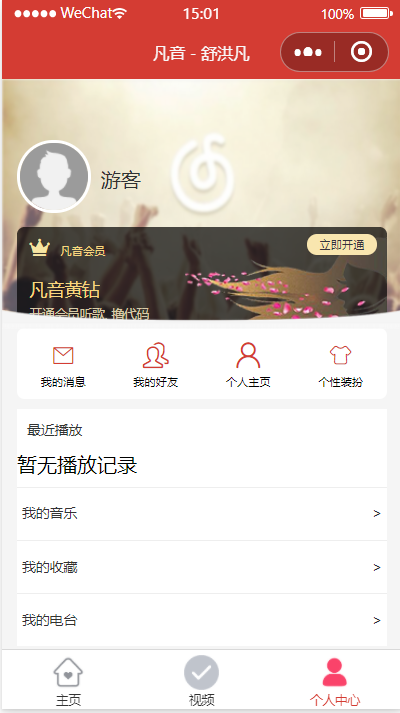 WeChat 15:01 100%
凡音 - 舒洪凡
游客
凡音会员 立即开通
凡音黄钻
开通会员听歌, 撸代码
我的消息 我的好友 个人主页 个性装扮
最近播放
暂无播放记录
我的音乐 >
我的收藏 >
我的电台 >
主页 视频 个人中心